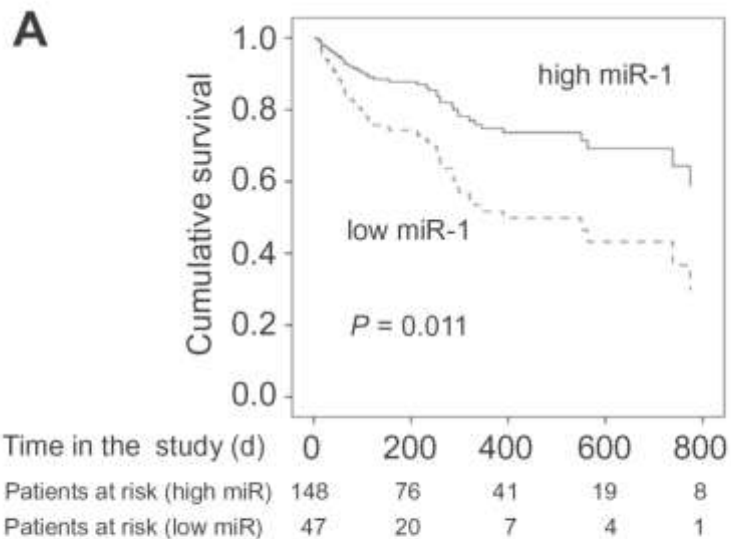 A
Cumulative survival
1.0
0.8
0.6
0.4
0.2
0.0
high miR-1
low miR-1
P = 0.011
Time in the study (d) 0 200 400 600 800
Patients at risk (high miR) 148 76 41 19 8
Patients at risk (low miR) 47 20 7 4 1